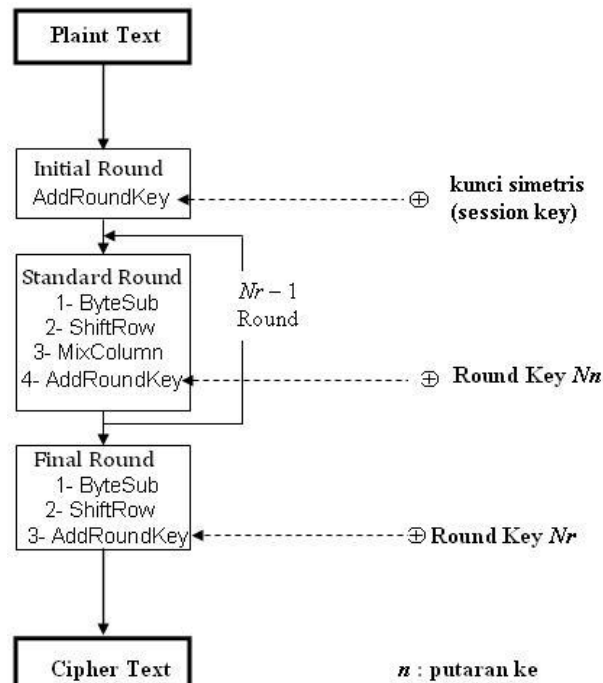 Plaint Text
Initial Round
AddRoundKey
kunci simetris
(session key)
Standard Round
1- ByteSub
2- ShiftRow
3- MixColumn
4- AddRoundKey
Nr – 1
Round
Round Key Nn
Final Round
1- ByteSub
2- ShiftRow
3- AddRoundKey
Round Key Nr
Cipher Text
n : putaran ke